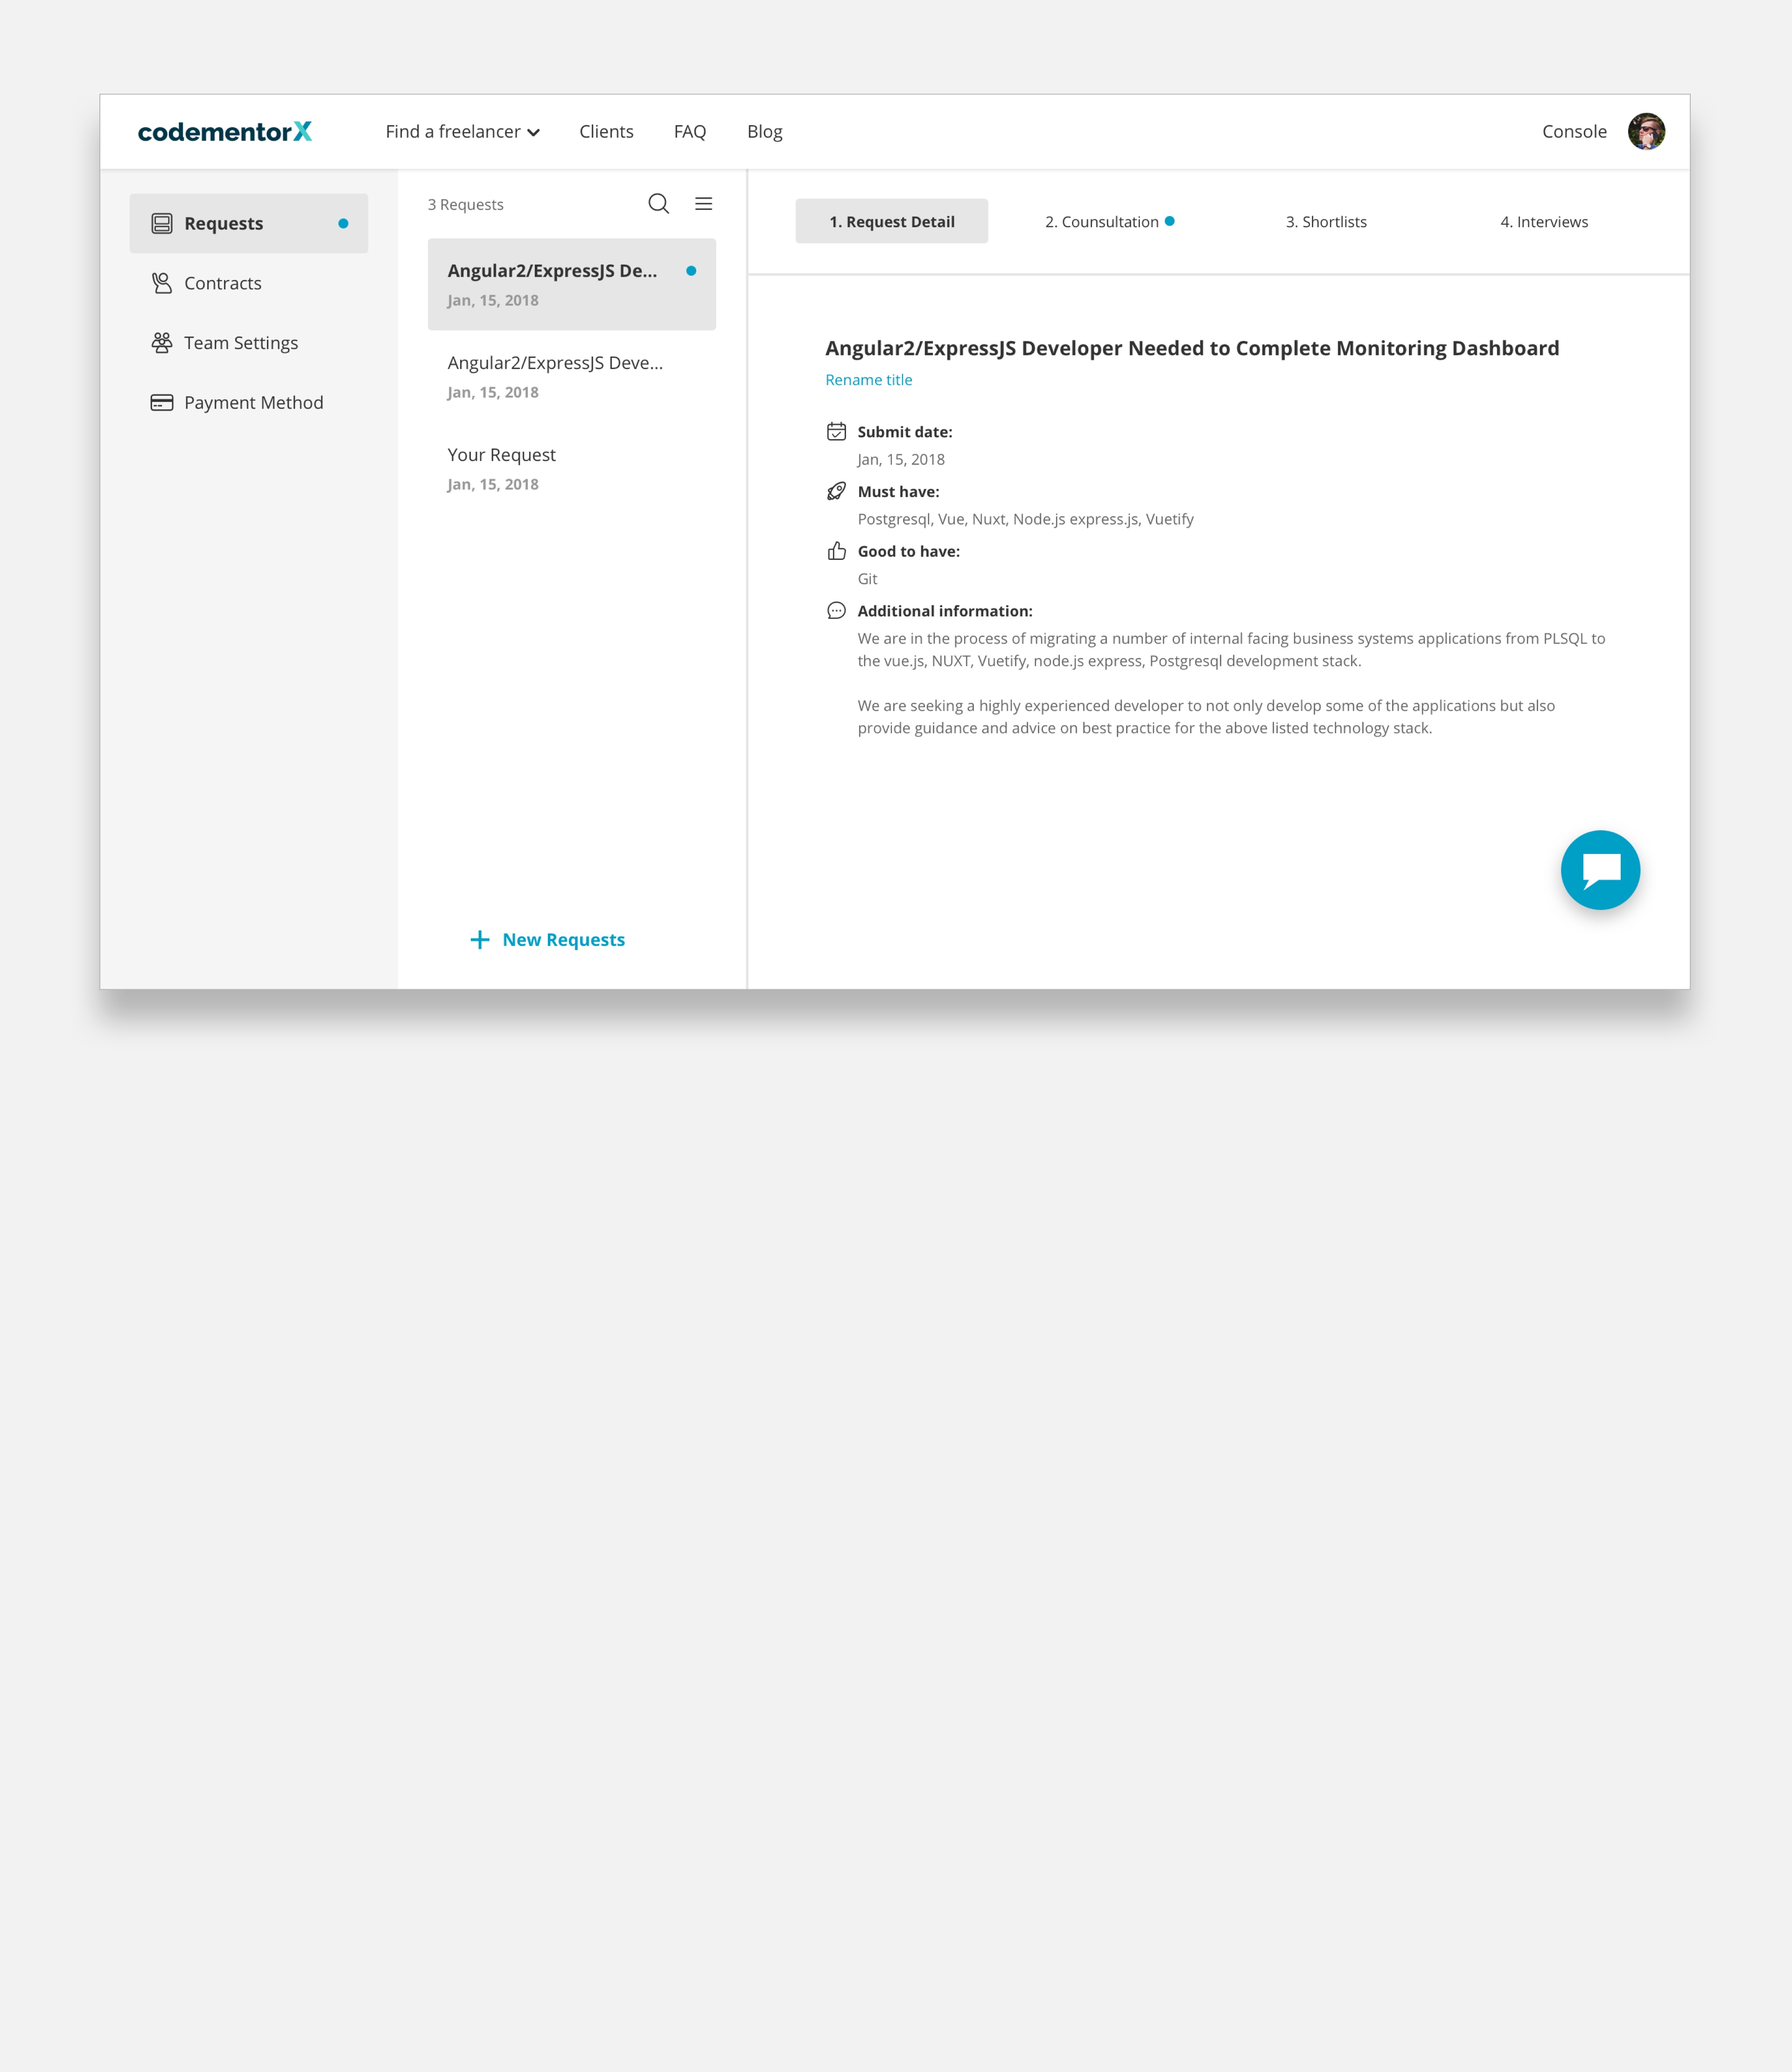 codementorX
Find a freelancer
Clients
FAQ
Blog
Console
Requests
Contracts
Team Settings
Payment Method
3 Requests
Angular2/ExpressJS De...
Jan, 15, 2018
Angular2/ExpressJS Deve...
Jan, 15, 2018
Your Request
Jan, 15, 2018
New Requests
1. Request Detail
2. Counsultation
3. Shortlists
4. Interviews
Angular2/ExpressJS Developer Needed to Complete Monitoring Dashboard
Rename title
Submit date:
Jan, 15, 2018
Must have:
Postgresql, Vue, Nuxt, Node.js express.js, Vuetify
Good to have:
Git
Additional information:
We are in the process of migrating a number of internal facing business systems applications from PLSQL to
the vue.js, NUXT, Vuetify, node.js express, Postgresql development stack.
We are seeking a highly experienced developer to not only develop some of the applications but also
provide guidance and advice on best practice for the above listed technology stack.